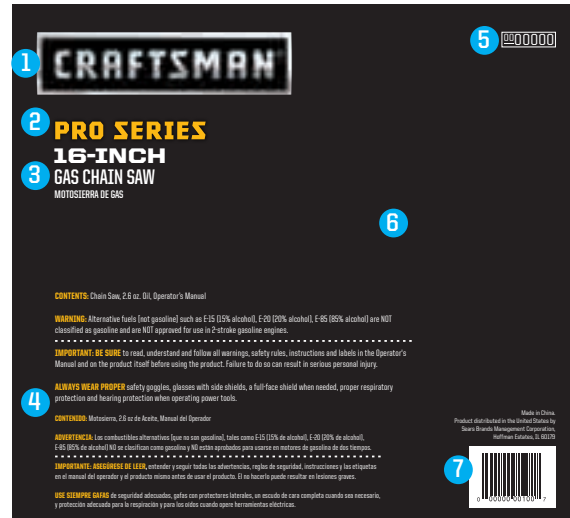 1 CRAFTSMAN
5 00 00000
2 PRO SERIES
16-INCH
3 GAS CHAIN SAW
MOTOSIERRA DE GAS
6
CONTENTS: Chain Saw, 2.6 oz. Oil, Operator's Manual
WARNING: Alternative fuels (not gasoline) such as E-15 (15% alcohol), E-20 (20% alcohol), E-85 (85% alcohol) are NOT
classified as gasoline and are NOT approved for use in 2-stroke gasoline engines.
IMPORTANT: BE SURE to read, understand and follow all warnings, safety rules, instructions and labels in the Operator's
Manual and on the product itself before using the product. Failure to do so can result in serious personal injury.
ALWAYS WEAR PROPER safety goggles, glasses with side shields, a full-face shield when needed, proper respiratory
protection and hearing protection when operating power tools.
4
CONTENIDO: Motosierra, 2.6 oz de Aceite, Manual del Operador
ADVERTENCIA: Los combustibles alternativos (que no son gasolina), tales como E-15 (15% de alcohol), E-20 (20% de alcohol),
E-85 (85% de alcohol) NO se clasifican como gasolina y NO están aprobados para usarse en motores de gasolina de dos tiempos.
IMPORTANTE: ASEGÚRESE DE LEER, entender y seguir todas las advertencias, reglas de seguridad, instrucciones y las etiquetas
en el manual del operador y el producto mismo antes de usar el producto. El no hacerlo puede resultar en lesiones graves.
USE SIEMPRE GAFAS de seguridad adecuadas, gafas con protectores laterales, un escudo de cara completa cuando sea necesario,
y protección adecuada para la respiración y para los oídos cuando opere herramientas eléctricas.
Made in China.
Product distributed in the United States by
Sears Brands Management Corporation,
Hoffman Estates, IL 60179
7
0 00000 00100 7